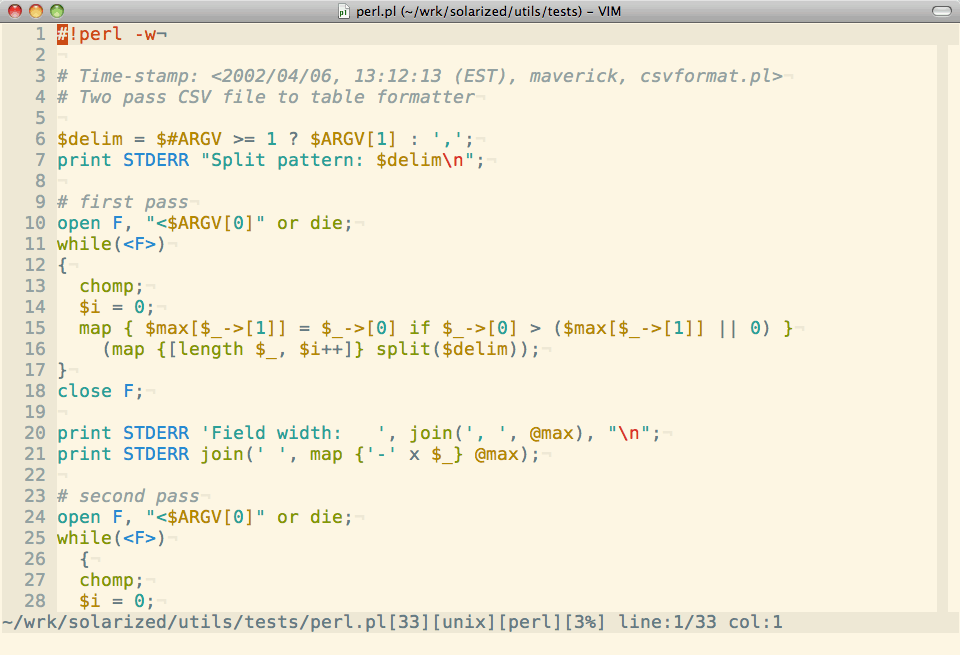 perl.pl (~/wrk/solarized/utils/tests) – VIM
1 #!perl -w¬
2 ¬
3 # Time-stamp: <2002/04/06, 13:12:13 (EST), maverick, csvformat.pl>¬
4 # Two pass CSV file to table formatter¬
5 ¬
6 $delim = $#ARGV >= 1 ? $ARGV[1] : ',';¬
7 print STDERR "Split pattern: $delim\n";¬
8 ¬
9 # first pass¬
10 open F, "<$ARGV[0]" or die;¬
11 while(<F>)¬
12 {¬
13   chomp;¬
14   $i = 0;¬
15   map { $max[$_->[1]] = $_->[0] if $_->[0] > ($max[$_->[1]] || 0) }¬
16     (map {[length $_, $i++]} split($delim));¬
17 }¬
18 close F;¬
19 ¬
20 print STDERR 'Field width:   ', join(', ', @max), "\n";¬
21 print STDERR join(' ', map {'-' x $_} @max);¬
22 ¬
23 # second pass¬
24 open F, "<$ARGV[0]" or die;¬
25 while(<F>)¬
26   {¬
27   chomp;¬
28   $i = 0;¬
~/wrk/solarized/utils/tests/perl.pl[33][unix][perl][3%] line:1/33 col:1